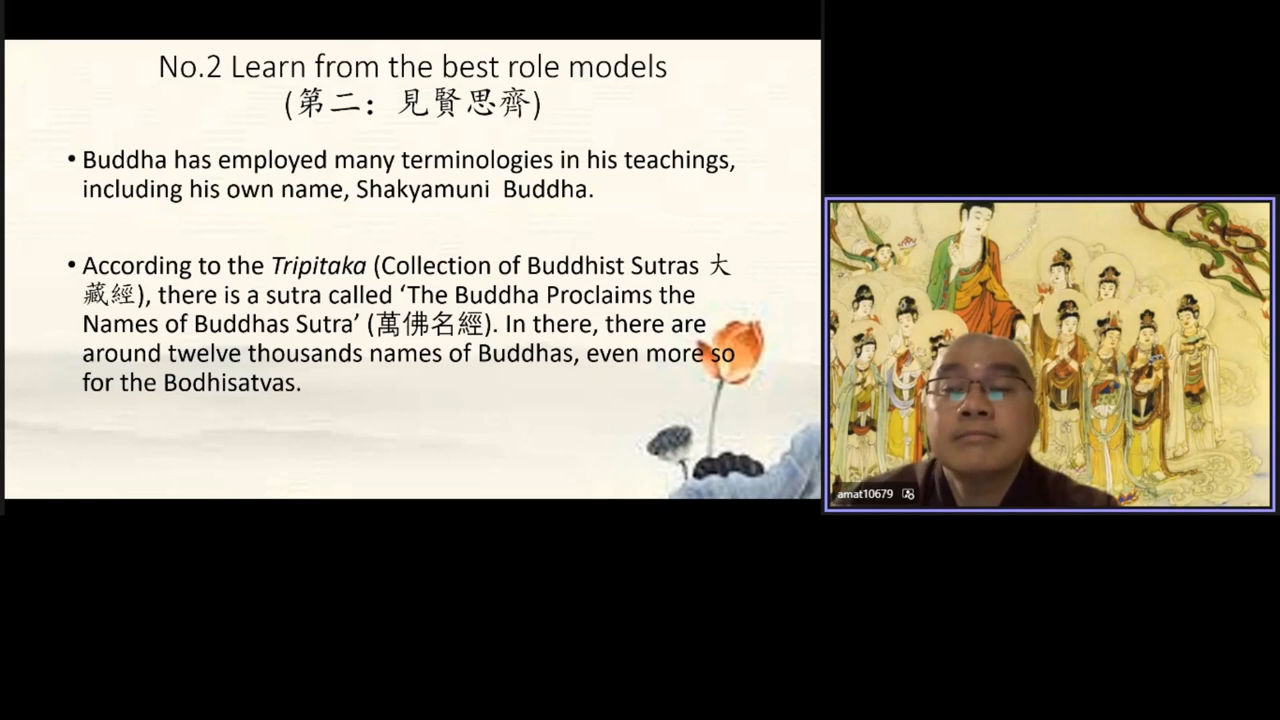 No.2 Learn from the best role models
(第二：見賢思齊)
• Buddha has employed many terminologies in his teachings,
including his own name, Shakyamuni Buddha.
• According to the Tripitaka (Collection of Buddhist Sutras 大
藏經), there is a sutra called ‘The Buddha Proclaims the
Names of Buddhas Sutra’ (萬佛名經). In there, there are
around twelve thousands names of Buddhas, even more so
for the Bodhisatvas.
amat10679